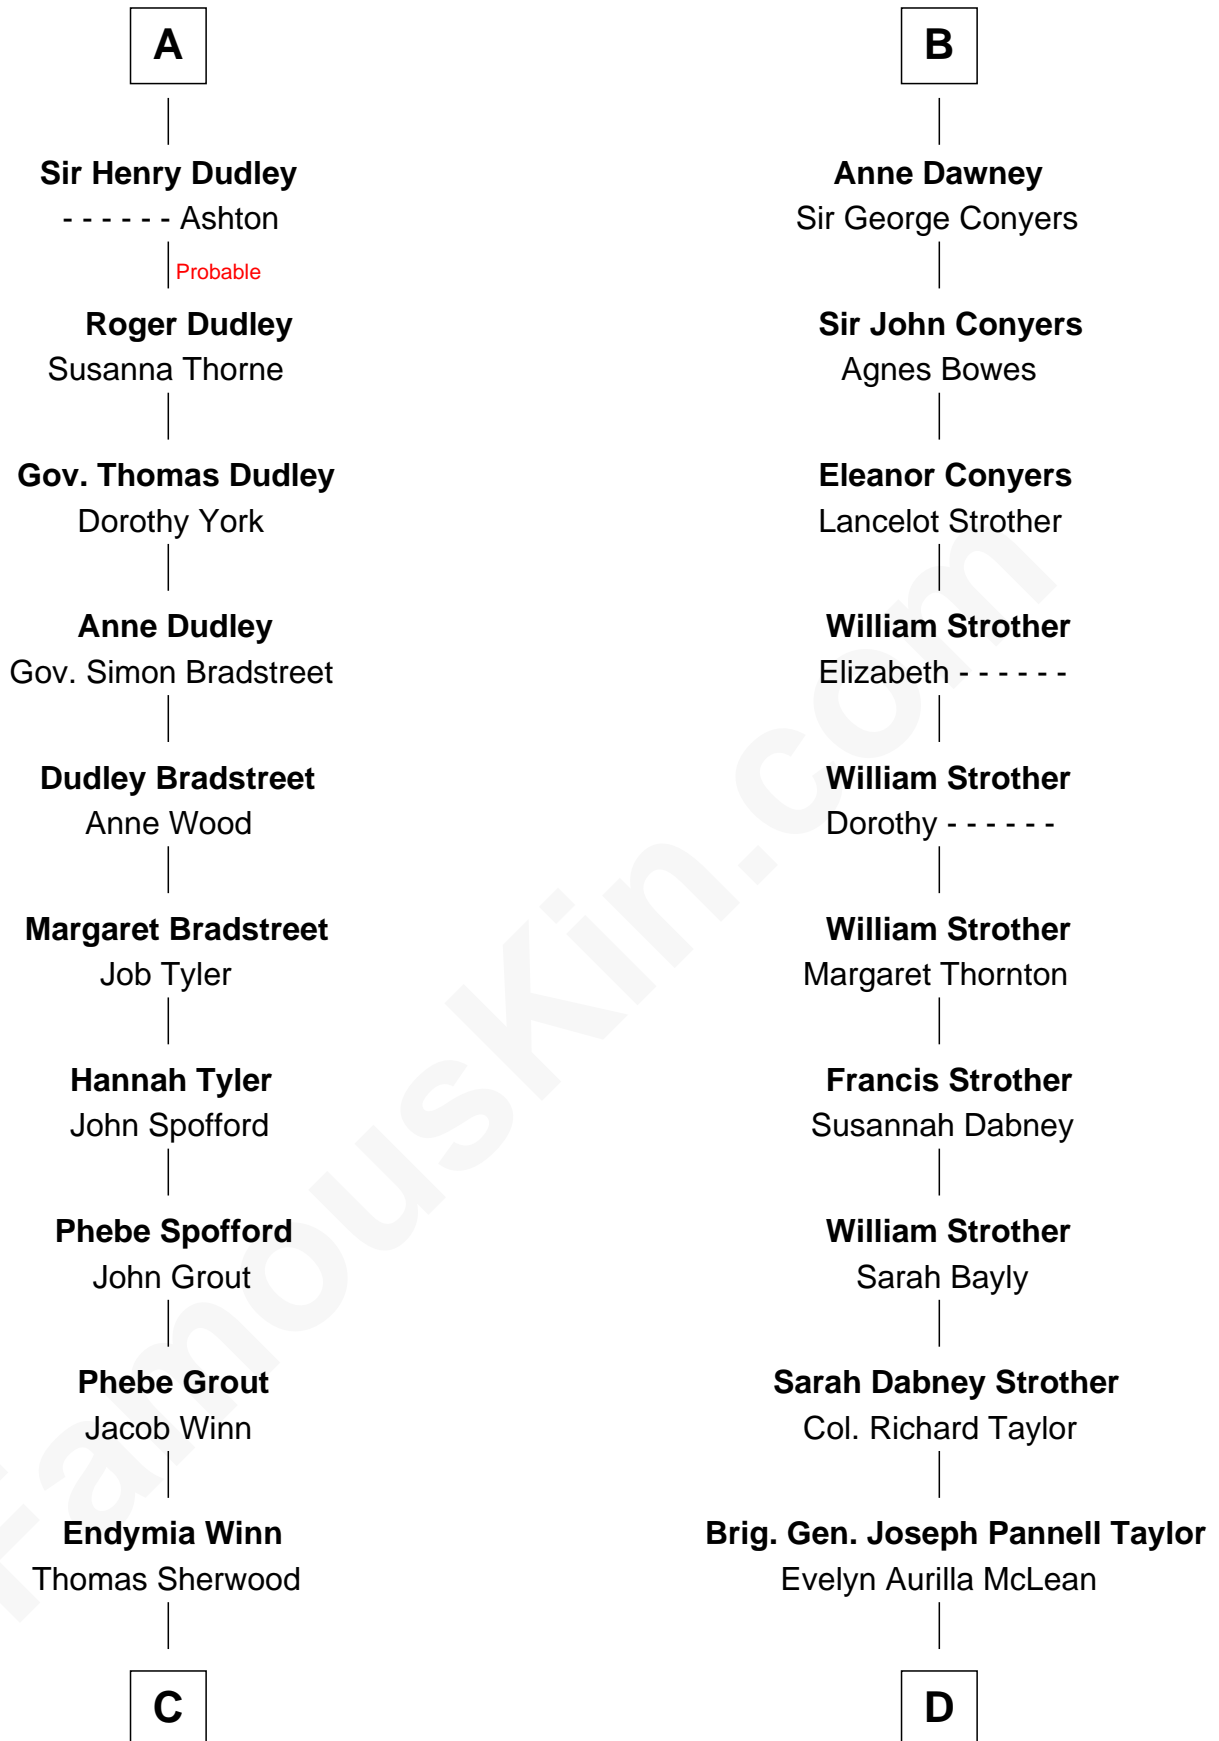 A
Sir Henry Dudley
- - - - - - Ashton
Probable
Roger Dudley
Susanna Thorne
Gov. Thomas Dudley
Dorothy York
Anne Dudley
Gov. Simon Bradstreet
Dudley Bradstreet
Anne Wood
Margaret Bradstreet
Job Tyler
Hannah Tyler
John Spofford
Phebe Spofford
John Grout
Phebe Grout
Jacob Winn
Endymia Winn
Thomas Sherwood
C
B
Anne Dawney
Sir George Conyers
Sir John Conyers
Agnes Bowes
Eleanor Conyers
Lancelot Strother
William Strother
Elizabeth - - - - - -
William Strother
Dorothy - - - - - -
William Strother
Margaret Thornton
Francis Strother
Susannah Dabney
William Strother
Sarah Bayly
Sarah Dabney Strother
Col. Richard Taylor
Brig. Gen. Joseph Pannell Taylor
Evelyn Aurilla McLean
D
FamousKin.com